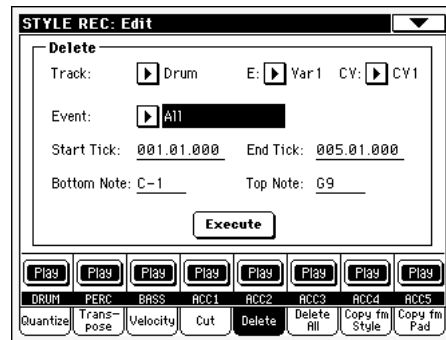 STYLE REC: Edit
Delete
Track: Drum E: Var1 CV: CV1
Event: All
Start Tick: 001.01.000 End Tick: 005.01.000
Bottom Note: C-1 Top Note: G9
Execute
Play Play Play Play Play Play Play Play
DRUM PERC BASS ACC1 ACC2 ACC3 ACC4 ACC5
Quantize Trans- Velocity Cut Delete Delete Copy fm Copy fm
pose All Style Pad